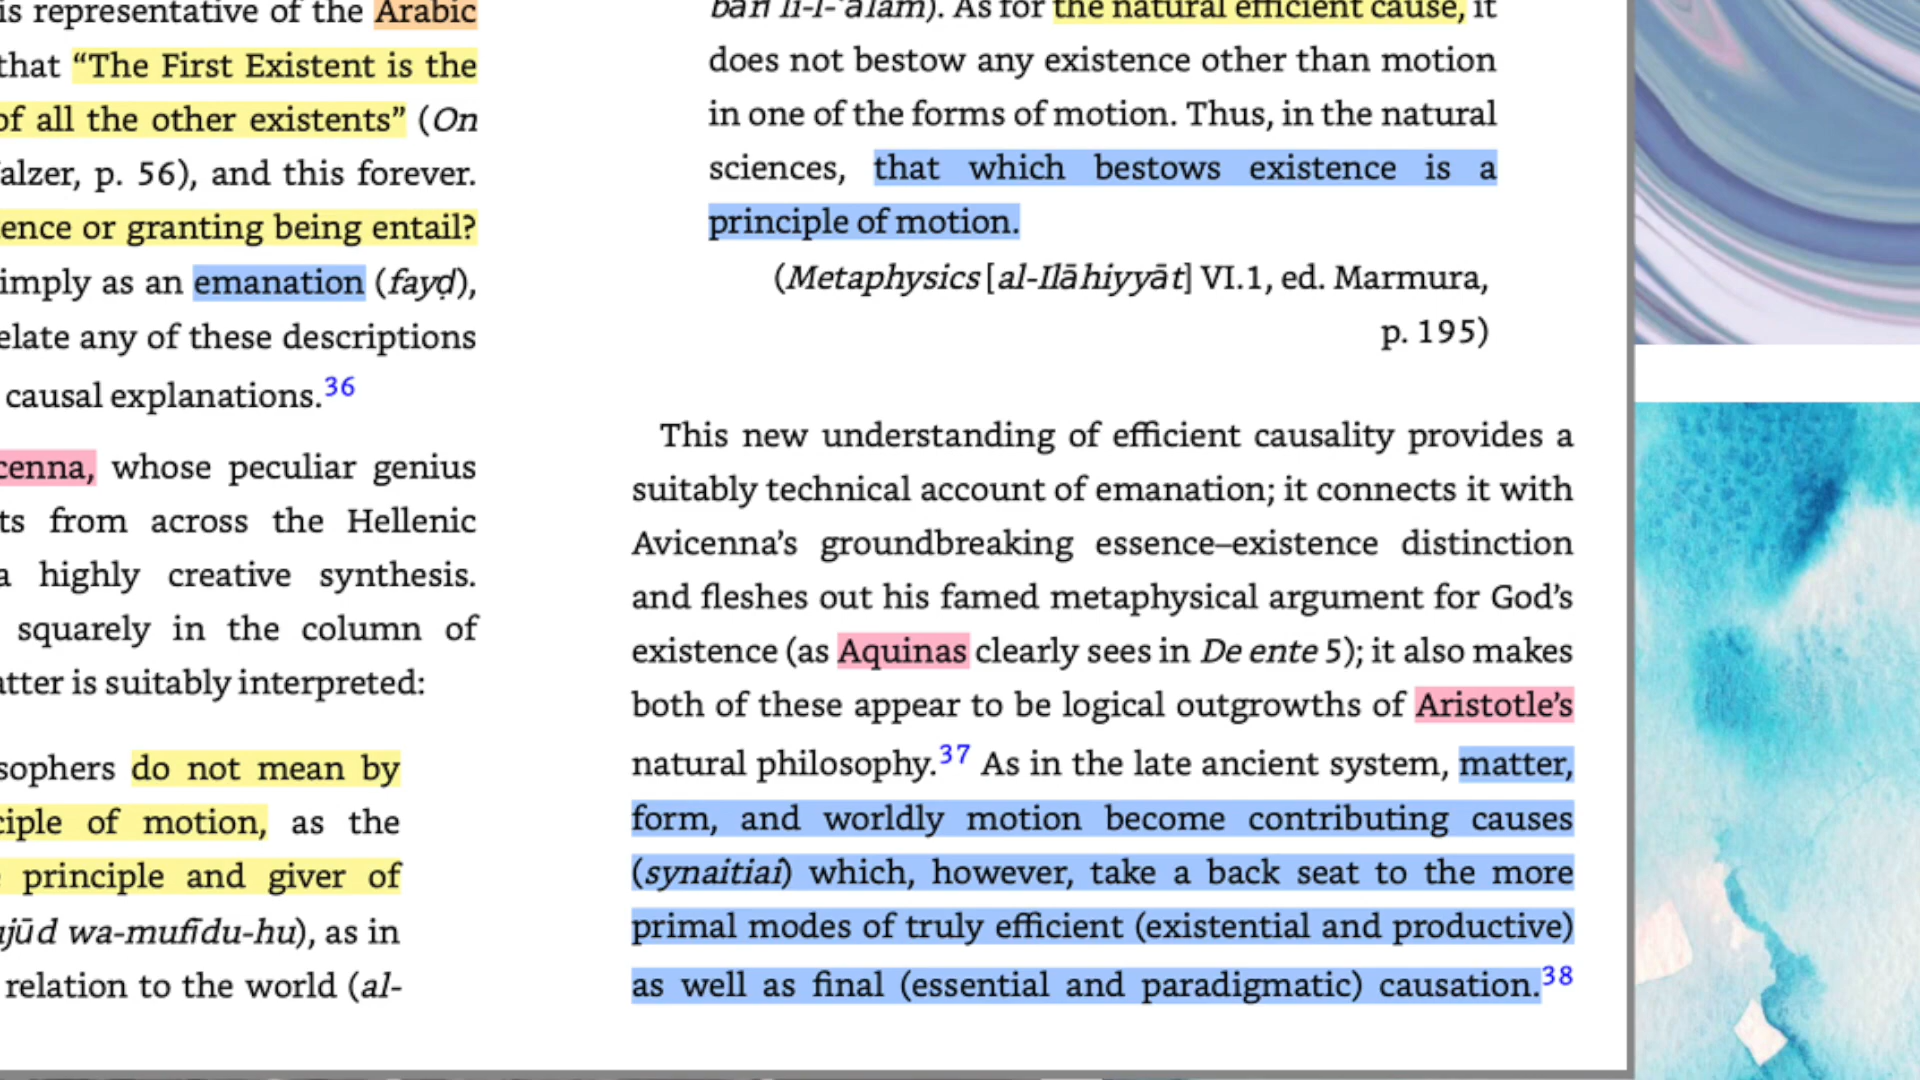 is representative of the Arabic
that “The First Existent is the
of all the other existents” (On
alzer, p. 56), and this forever.
ence or granting being entail?
imply as an emanation (fayḍ),
elate any of these descriptions
causal explanations.36
cenna, whose peculiar genius
ts from across the Hellenic
a highly creative synthesis.
squarely in the column of
atter is suitably interpreted:
sophers do not mean by
ciple of motion, as the
principle and giver of
ujūd wa-mufīdu-hu), as in
relation to the world (al-
bārī li-l-ʿālam). As for the natural efficient cause, it
does not bestow any existence other than motion
in one of the forms of motion. Thus, in the natural
sciences, that which bestows existence is a
principle of motion.
(Metaphysics [al-Ilāhiyyāt] VI.1, ed. Marmura,
p. 195)
This new understanding of efficient causality provides a
suitably technical account of emanation; it connects it with
Avicenna’s groundbreaking essence–existence distinction
and fleshes out his famed metaphysical argument for God’s
existence (as Aquinas clearly sees in De ente 5); it also makes
both of these appear to be logical outgrowths of Aristotle’s
natural philosophy.37 As in the late ancient system, matter,
form, and worldly motion become contributing causes
(synaitiai) which, however, take a back seat to the more
primal modes of truly efficient (existential and productive)
as well as final (essential and paradigmatic) causation.38